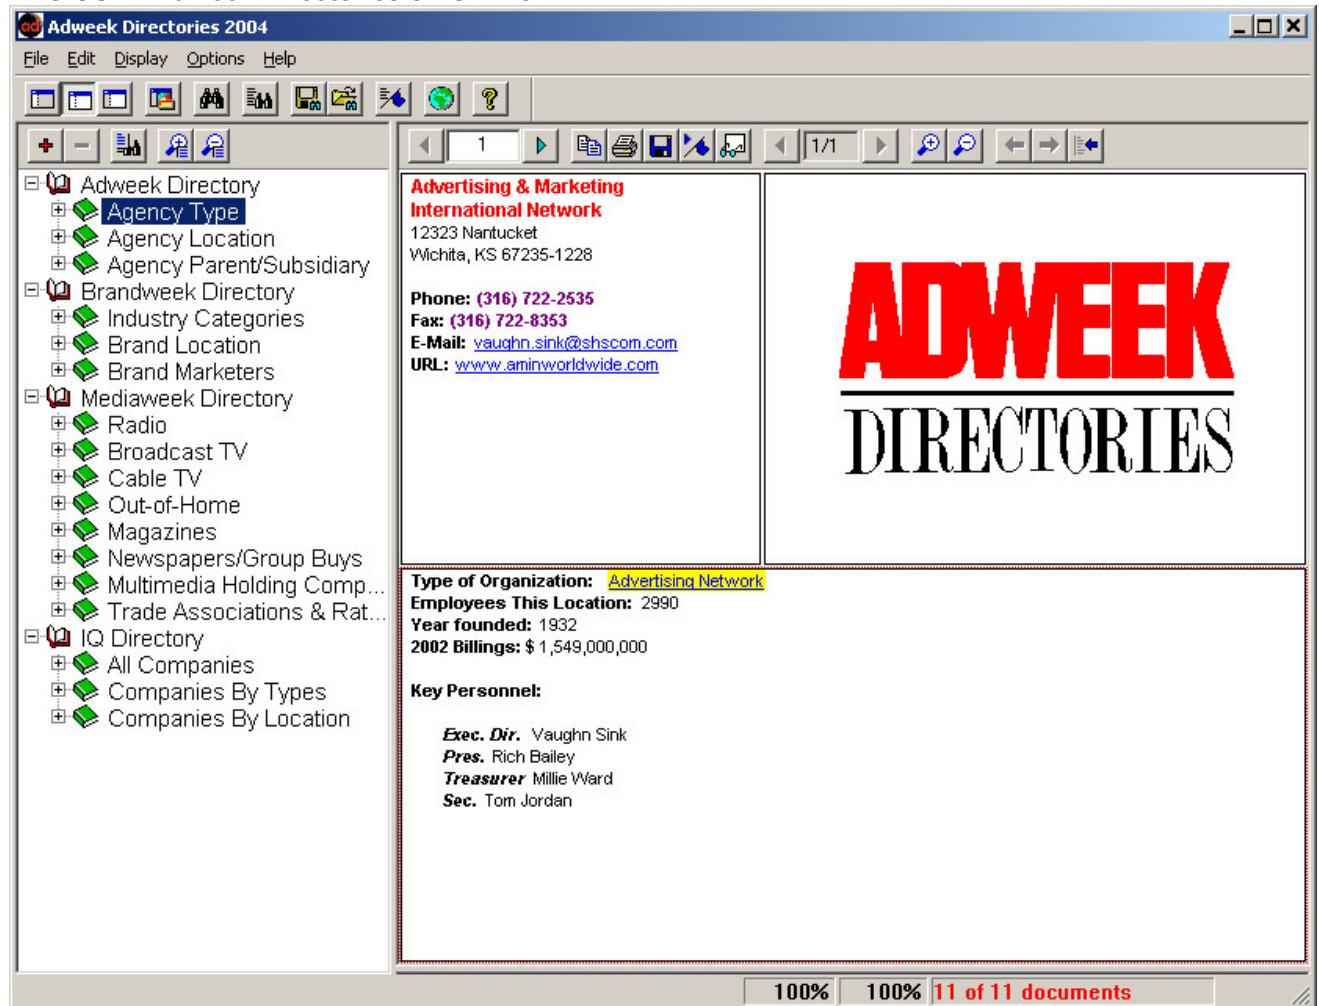 Adweek Directories 2004
File Edit Display Options Help
1
1/1
Adweek Directory
Agency Type
Agency Location
Agency Parent/Subsidiary
Brandweek Directory
Industry Categories
Brand Location
Brand Marketers
Mediaweek Directory
Radio
Broadcast TV
Cable TV
Out-of-Home
Magazines
Newspapers/Group Buys
Multimedia Holding Comp...
Trade Associations & Rat...
IQ Directory
All Companies
Companies By Types
Companies By Location
Advertising & Marketing
International Network
12323 Nantucket
Wichita, KS 67235-1228
Phone: (316) 722-2535
Fax: (316) 722-8353
E-Mail: vaughn.sink@shscom.com
URL: www.aminworldwide.com
ADWEEK
DIRECTORIES
Type of Organization: Advertising Network
Employees This Location: 2990
Year founded: 1932
2002 Billings: $ 1,549,000,000
Key Personnel:
Exec. Dir. Vaughn Sink
Pres. Rich Bailey
Treasurer Millie Ward
Sec. Tom Jordan
100% 100% 11 of 11 documents